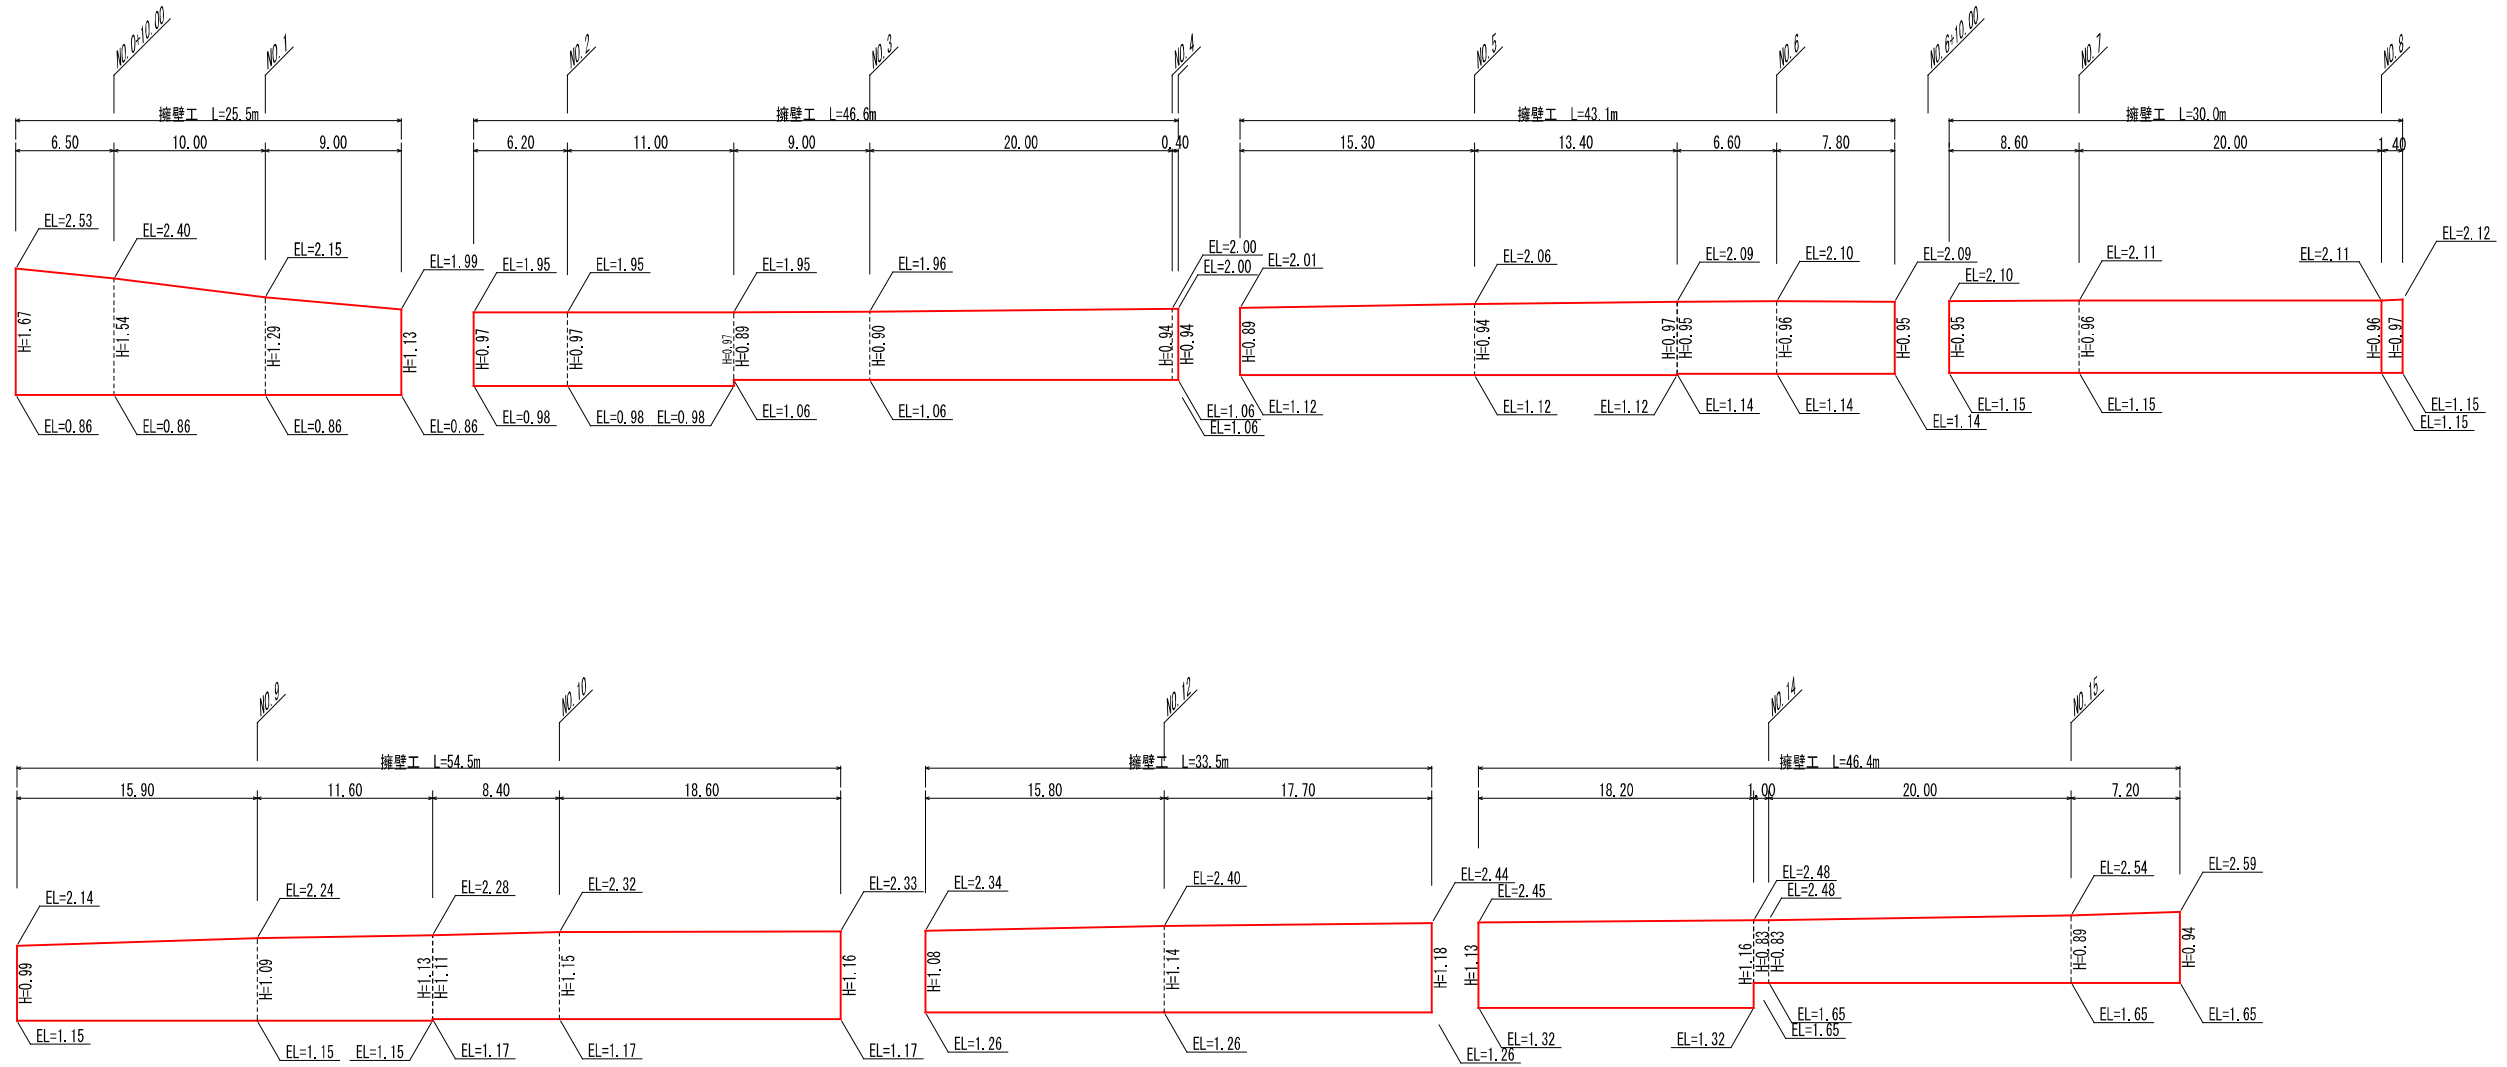 NO. 0+10.00
NO. 1
NO. 2
NO. 3
NO. 4
NO. 5
NO. 6
NO. 6+10.00
NO. 7
NO. 8
擁壁工 L=25.5m
擁壁工 L=46.6m
擁壁工 L=43.1m
擁壁工 L=30.0m
6.50
10.00
9.00
6.20
11.00
9.00
20.00
0.40
15.30
13.40
6.60
7.80
8.60
20.00
1.40
EL=2.53
EL=2.40
EL=2.15
EL=1.99
EL=1.95
EL=1.95
EL=1.95
EL=1.96
EL=2.00
EL=2.00
EL=2.01
EL=2.06
EL=2.09
EL=2.10
EL=2.09
EL=2.10
EL=2.11
EL=2.11
EL=2.12
H=1.67
H=1.54
H=1.29
H=1.13
H=0.97
H=0.97
H=0.97
H=0.89
H=0.90
H=0.94
H=0.94
H=0.89
H=0.94
H=0.97
H=0.95
H=0.96
H=0.95
H=0.95
H=0.96
H=0.96
H=0.97
EL=0.86
EL=0.86
EL=0.86
EL=0.86
EL=0.98
EL=0.98
EL=0.98
EL=1.06
EL=1.06
EL=1.06
EL=1.06
EL=1.12
EL=1.12
EL=1.12
EL=1.14
EL=1.14
EL=1.14
EL=1.15
EL=1.15
EL=1.15
EL=1.15
NO. 9
NO. 10
NO. 12
NO. 14
NO. 15
擁壁工 L=54.5m
擁壁工 L=33.5m
擁壁工 L=46.4m
15.90
11.60
8.40
18.60
15.80
17.70
18.20
1.00
20.00
7.20
EL=2.14
EL=2.24
EL=2.28
EL=2.32
EL=2.33
EL=2.34
EL=2.40
EL=2.44
EL=2.45
EL=2.48
EL=2.48
EL=2.54
EL=2.59
H=0.99
H=1.09
H=1.13
H=1.11
H=1.15
H=1.16
H=1.08
H=1.14
H=1.18
H=1.13
H=1.16
H=0.83
H=0.83
H=0.89
H=0.94
EL=1.15
EL=1.15
EL=1.15
EL=1.17
EL=1.17
EL=1.17
EL=1.26
EL=1.26
EL=1.26
EL=1.32
EL=1.32
EL=1.65
EL=1.65
EL=1.65
EL=1.65